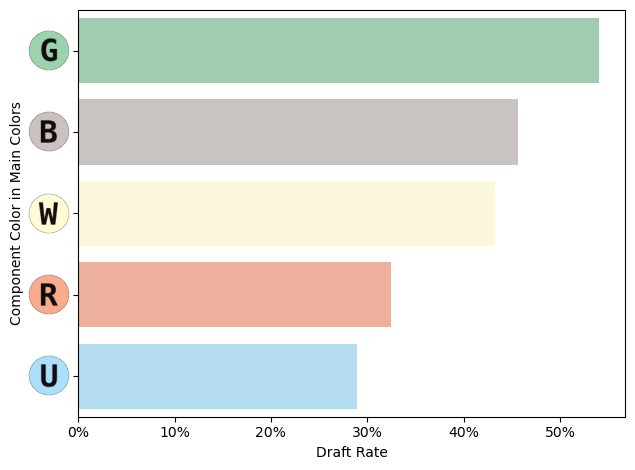 Component Color in Main Colors
G
B
W
R
U
0% 10% 20% 30% 40% 50%
Draft Rate